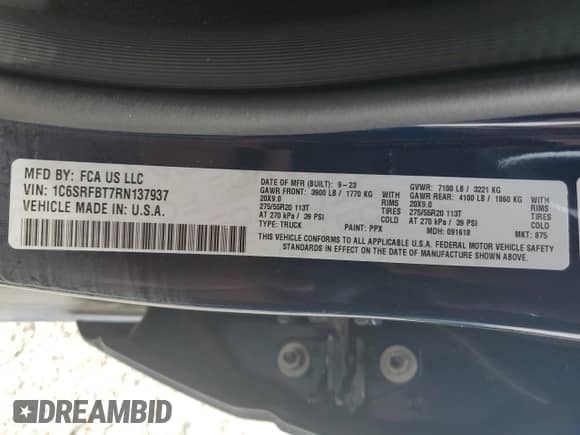 MFD BY: FCA US LLC
VIN: 1C6SRFBT7RN137937
VEHICLE MADE IN: U.S.A.
DATE OF MFR (BUILT): 9-23
GVWR: 7100 LB / 3221 KG
GAWR FRONT: 3900 LB / 1770 KG WITH
20X9.0 RIMS
275/55R20 113T TIRES
AT 270 kPa / 39 PSI COLD
GAWR REAR: 4100 LB / 1860 KG WITH
20X9.0 RIMS
275/55R20 113T TIRES
AT 270 kPa / 39 PSI COLD
TYPE: TRUCK PAINT: PPX MDH: 091618 MKT: 875
THIS VEHICLE CONFORMS TO ALL APPLICABLE U.S.A. FEDERAL MOTOR VEHICLE SAFETY
STANDARDS IN EFFECT ON THE DATE OF MANUFACTURE SHOWN ABOVE.
DREAMBID